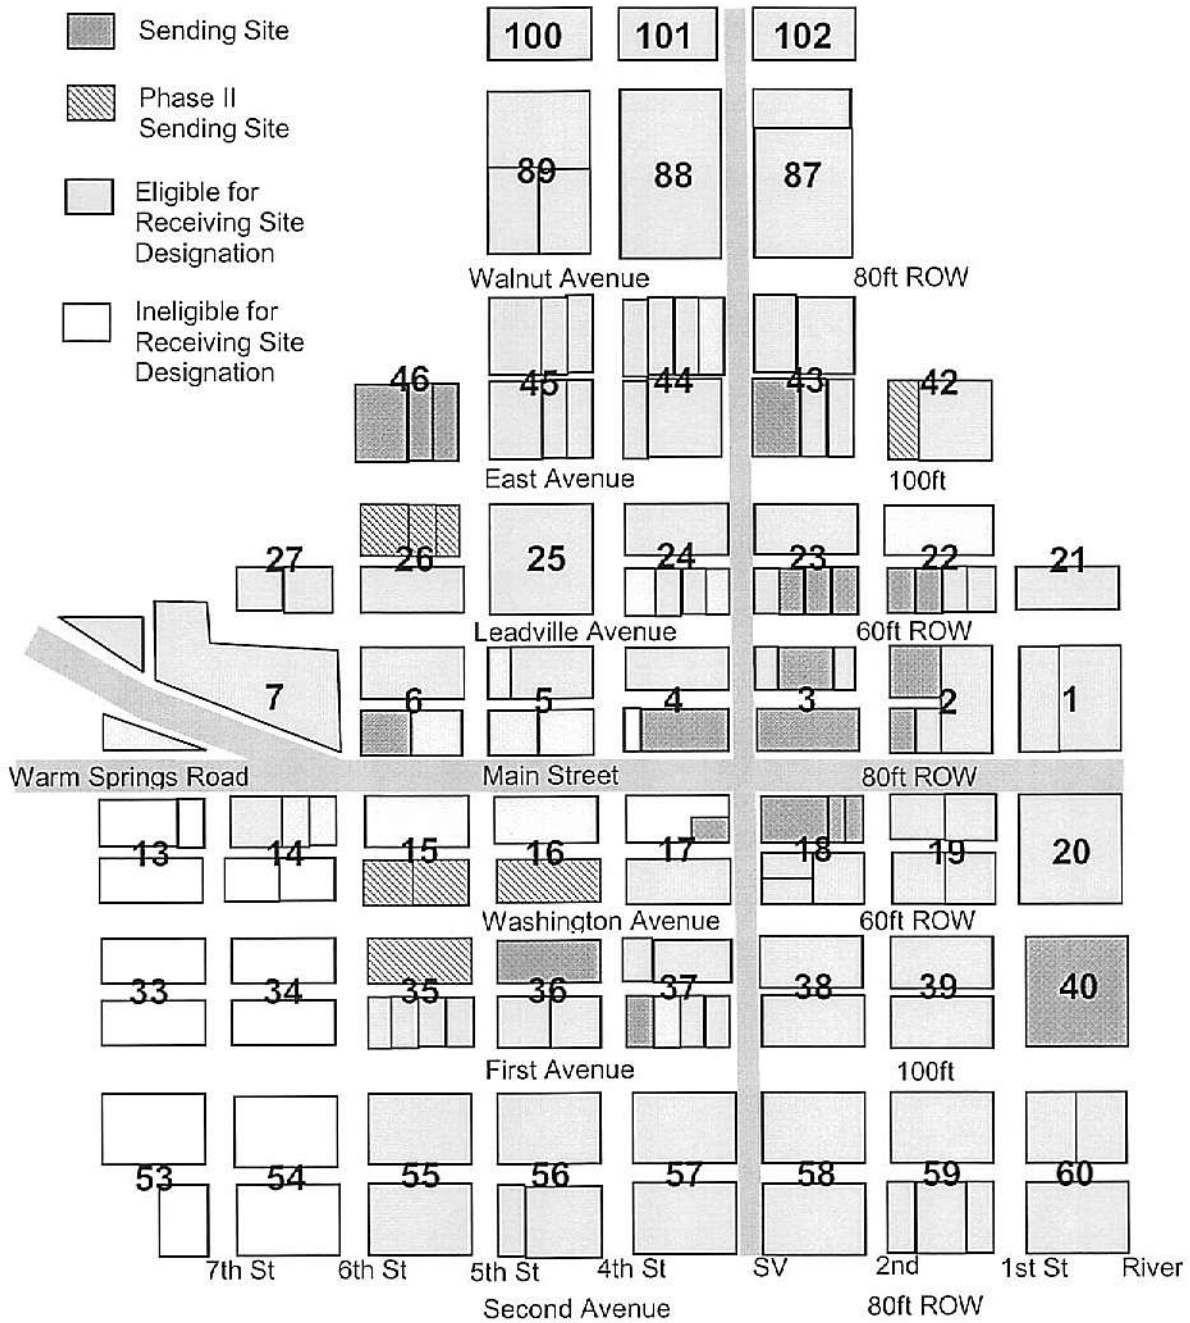 Sending Site
Phase II
Sending Site
Eligible for
Receiving Site
Designation
Ineligible for
Receiving Site
Designation
100 101 102
89 88 87
Walnut Avenue 80ft ROW
46 45 44 43 42
East Avenue 100ft
27 26 25 24 23 22 21
Leadville Avenue 60ft ROW
7 6 5 4 3 2 1
Warm Springs Road Main Street 80ft ROW
13 14 15 16 17 18 19 20
Washington Avenue 60ft ROW
33 34 35 36 37 38 39 40
First Avenue 100ft
53 54 55 56 57 58 59 60
7th St 6th St 5th St 4th St SV 2nd 1st St River
Second Avenue 80ft ROW